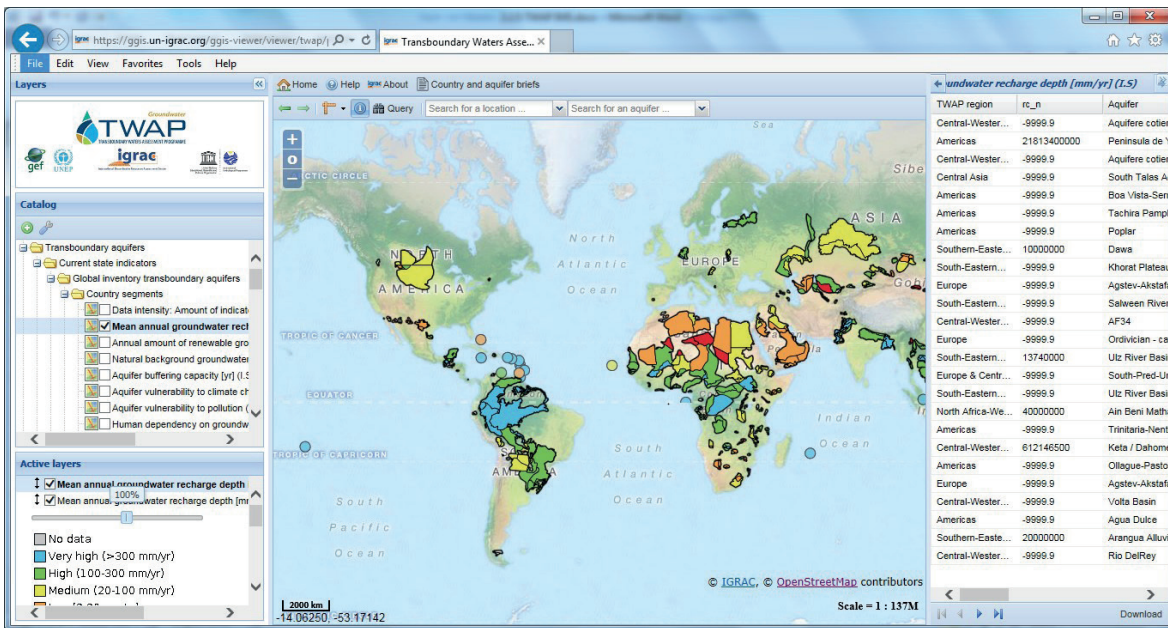 https://ggis.un-igrac.org/ggis-viewer/viewer/twap/
igrac Transboundary Waters Asse... ×
File Edit View Favorites Tools Help
Layers
Home Help igrac About Country and aquifer briefs
Groundwater
TWAP
TRANSBOUNDARY WATERS ASSESSMENT PROGRAMME
gef UNEP igrac
Catalog
Transboundary aquifers
Current state indicators
Global inventory transboundary aquifers
Country segments
Data intensity: Amount of indicat
Mean annual groundwater recl
Annual amount of renewable gro
Natural background groundwater
Aquifer buffering capacity [yr] (I.S
Aquifer vulnerability to climate ch
Aquifer vulnerability to pollution (
Human dependency on groundw
Active layers
Mean annual groundwater recharge depth
100%
Mean annual groundwater recharge depth [mm
No data
Very high (>300 mm/yr)
High (100-300 mm/yr)
Medium (20-100 mm/yr)
Query Search for a location ... Search for an aquifer ...
+
o
−
ARCTIC CIRCLE
Sea
Sibe
ASIA
NORTH
AMERICA
North
Atlantic
Ocean
EUROPE
Gobi
TROPIC OF CANCER
EQUATOR
Indian
Ocean
TROPIC OF CAPRICORN
South
Atlantic
Ocean
South
Pacific
Ocean
© IGRAC, © OpenStreetMap contributors
2000 km
Scale = 1 : 137M
-14.06250, -53.17142
undwater recharge depth [mm/yr] (I.S)
TWAP region rc_n Aquifer
Central-Wester... -9999.9 Aquifere cotier
Americas 21813400000 Peninsula de Y
Central-Wester... -9999.9 Aquifere cotier
Central Asia -9999.9 South Talas A
Americas -9999.9 Boa Vista-Serr
Americas -9999.9 Tachira Pampl
Americas -9999.9 Poplar
Southern-Easte... 10000000 Dawa
South-Eastern... -9999.9 Khorat Plateau
Europe -9999.9 Agstev-Akstafa
South-Eastern... -9999.9 Salween River
Central-Wester... -9999.9 AF34
Europe -9999.9 Ordivician - ca
South-Eastern... 13740000 Ulz River Basi
Europe & Centr... -9999.9 South-Pred-Ur
South-Eastern... -9999.9 Ulz River Basi
North Africa-We... 40000000 Ain Beni Math
Americas -9999.9 Trinitaria-Nent
Central-Wester... 612146500 Keta / Dahome
Americas -9999.9 Ollague-Pasto
Europe -9999.9 Agstev-Akstafa
Central-Wester... -9999.9 Volta Basin
Americas -9999.9 Agua Dulce
Southern-Easte... 20000000 Arangua Alluvi
Central-Wester... -9999.9 Rio DelRey
Download